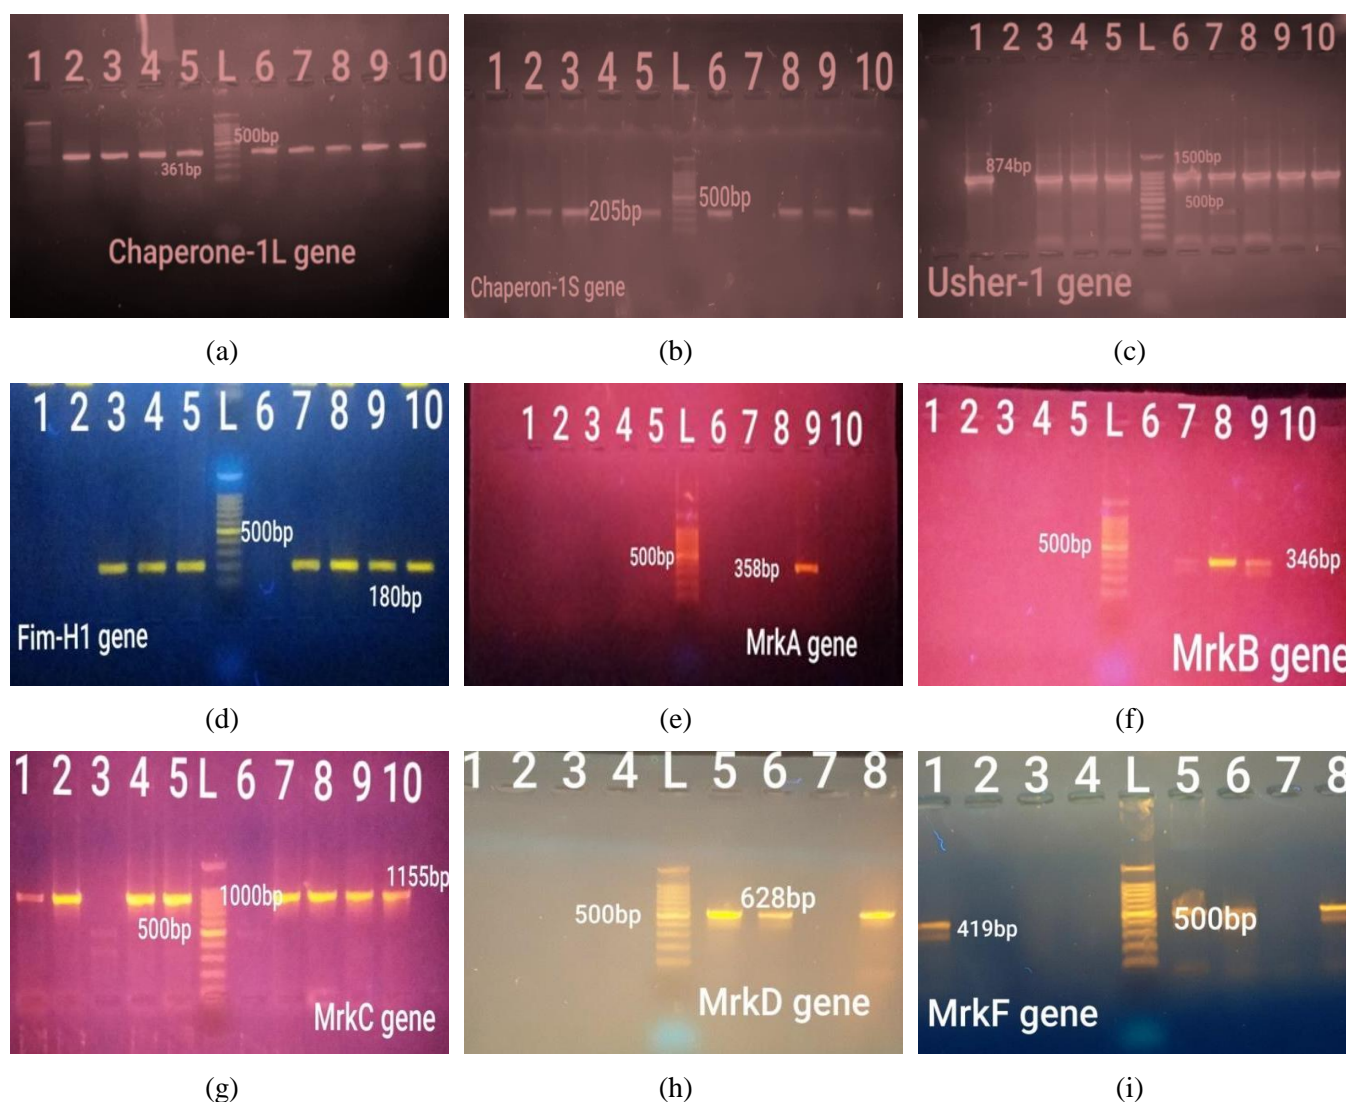 1 2 3 4 5 L 6 7 8 9 10
500bp
361bp
Chaperone-1L gene
(a)
1 2 3 4 5 L 6 8 9 10
205bp
500bp
Chaperon-1S gene
(b)
1 2 3 4 5 L 6 7 8 9 10
874bp
1500bp
500bp
Usher-1 gene
(c)
1 2 3 4 5 L 6 7 8 9 10
500bp
180bp
Fim-H1 gene
(d)
1 2 3 4 5 L 6 7 8 9 10
500bp
358bp
MrkA gene
(e)
1 2 3 4 5 L 6 7 8 9 10
500bp
346bp
MrkB gene
(f)
1 2 3 4 5 L 6 7 8 9 10
1155bp
1000bp
500bp
MrkC gene
(g)
1 2 3 4 L 5 6 7 8
628bp
500bp
MrkD gene
(h)
1 2 3 4 L 5 6 7 8
500bp
419bp
MrkF gene
(i)